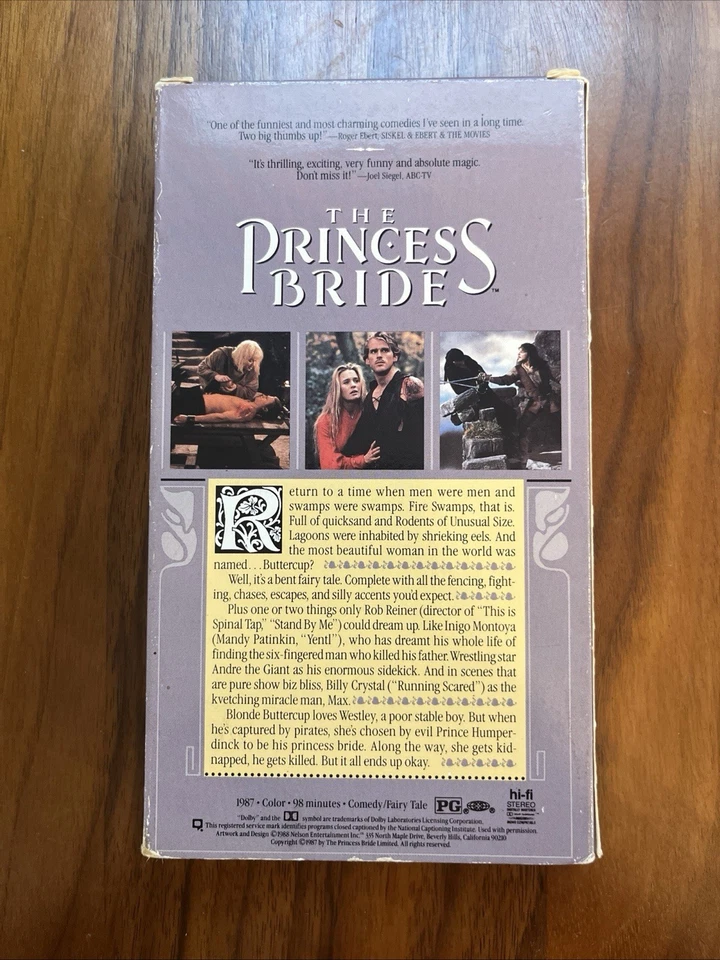 "One of the funniest and most charming comedies I've seen in a long time.
Two big thumbs up!"—Roger Ebert, SISKEL & EBERT & THE MOVIES
"It's thrilling, exciting, very funny and absolute magic.
Don't miss it!"—Joel Siegel, ABC-TV
THE
PRINCESS
BRIDE™
Return to a time when men were men and
swamps were swamps. Fire Swamps, that is.
Full of quicksand and Rodents of Unusual Size.
Lagoons were inhabited by shrieking eels. And
the most beautiful woman in the world was
named...Buttercup?
Well, it's a bent fairy tale. Complete with all the fencing, fight-
ing, chases, escapes, and silly accents you'd expect.
Plus one or two things only Rob Reiner (director of "This is
Spinal Tap," "Stand By Me") could dream up. Like Inigo Montoya
(Mandy Patinkin, "Yentl"), who has dreamt his whole life of
finding the six-fingered man who killed his father. Wrestling star
Andre the Giant as his enormous sidekick. And in scenes that
are pure show biz bliss, Billy Crystal ("Running Scared") as the
kvetching miracle man, Max.
Blonde Buttercup loves Westley, a poor stable boy. But when
he's captured by pirates, she's chosen by evil Prince Humper-
dinck to be his princess bride. Along the way, she gets kid-
napped, he gets killed. But it all ends up okay.
1987 • Color • 98 minutes • Comedy/Fairy Tale PG
hi-fi
STEREO
"Dolby" and the symbol are trademarks of Dolby Laboratories Licensing Corporation.
This registered service mark identifies programs closed captioned by the National Captioning Institute. Used with permission.
Artwork and Design ©1988 Nelson Entertainment Inc.™ 335 North Maple Drive, Beverly Hills, California 90210
Copyright ©1987 by The Princess Bride Limited. All rights reserved.